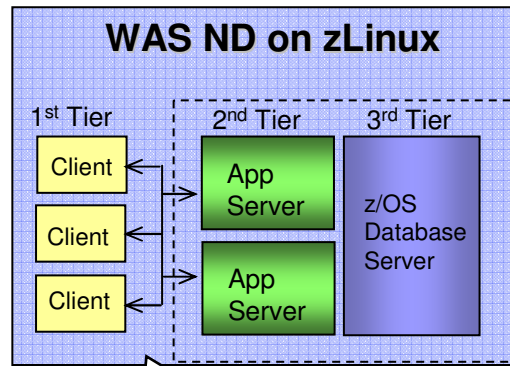 WAS ND on zLinux
1st Tier
2nd Tier
3rd Tier
Client
Client
Client
App
Server
App
Server
z/OS
Database
Server